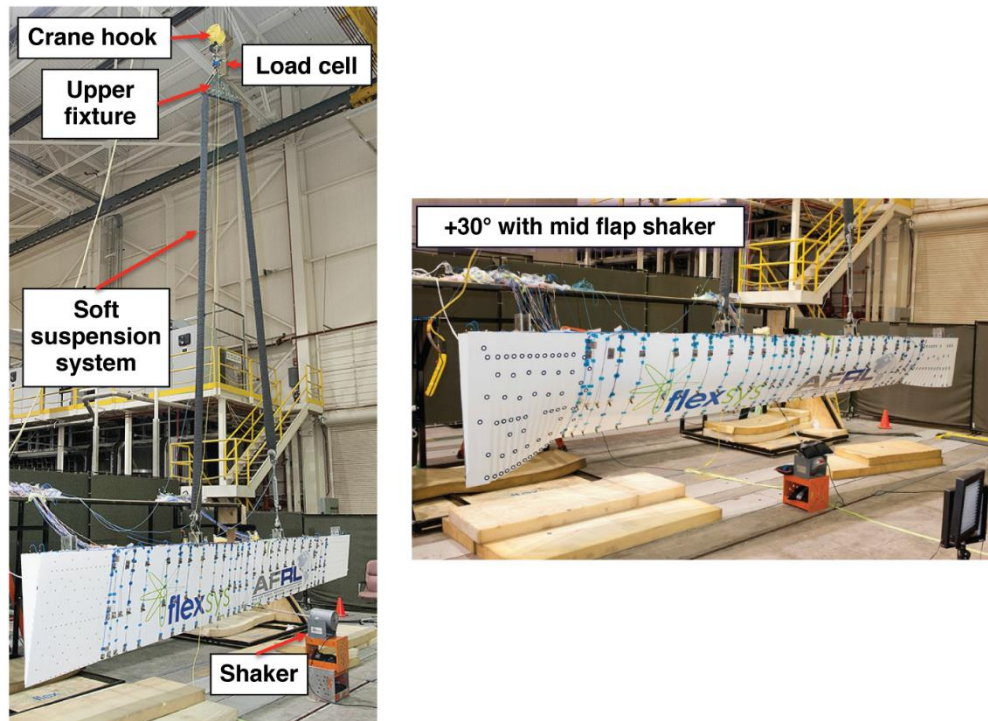 Crane hook
Load cell
Upper
fixture
Soft
suspension
system
flexsys
AFRL
Shaker
+30° with mid flap shaker
flexsys
AFRL